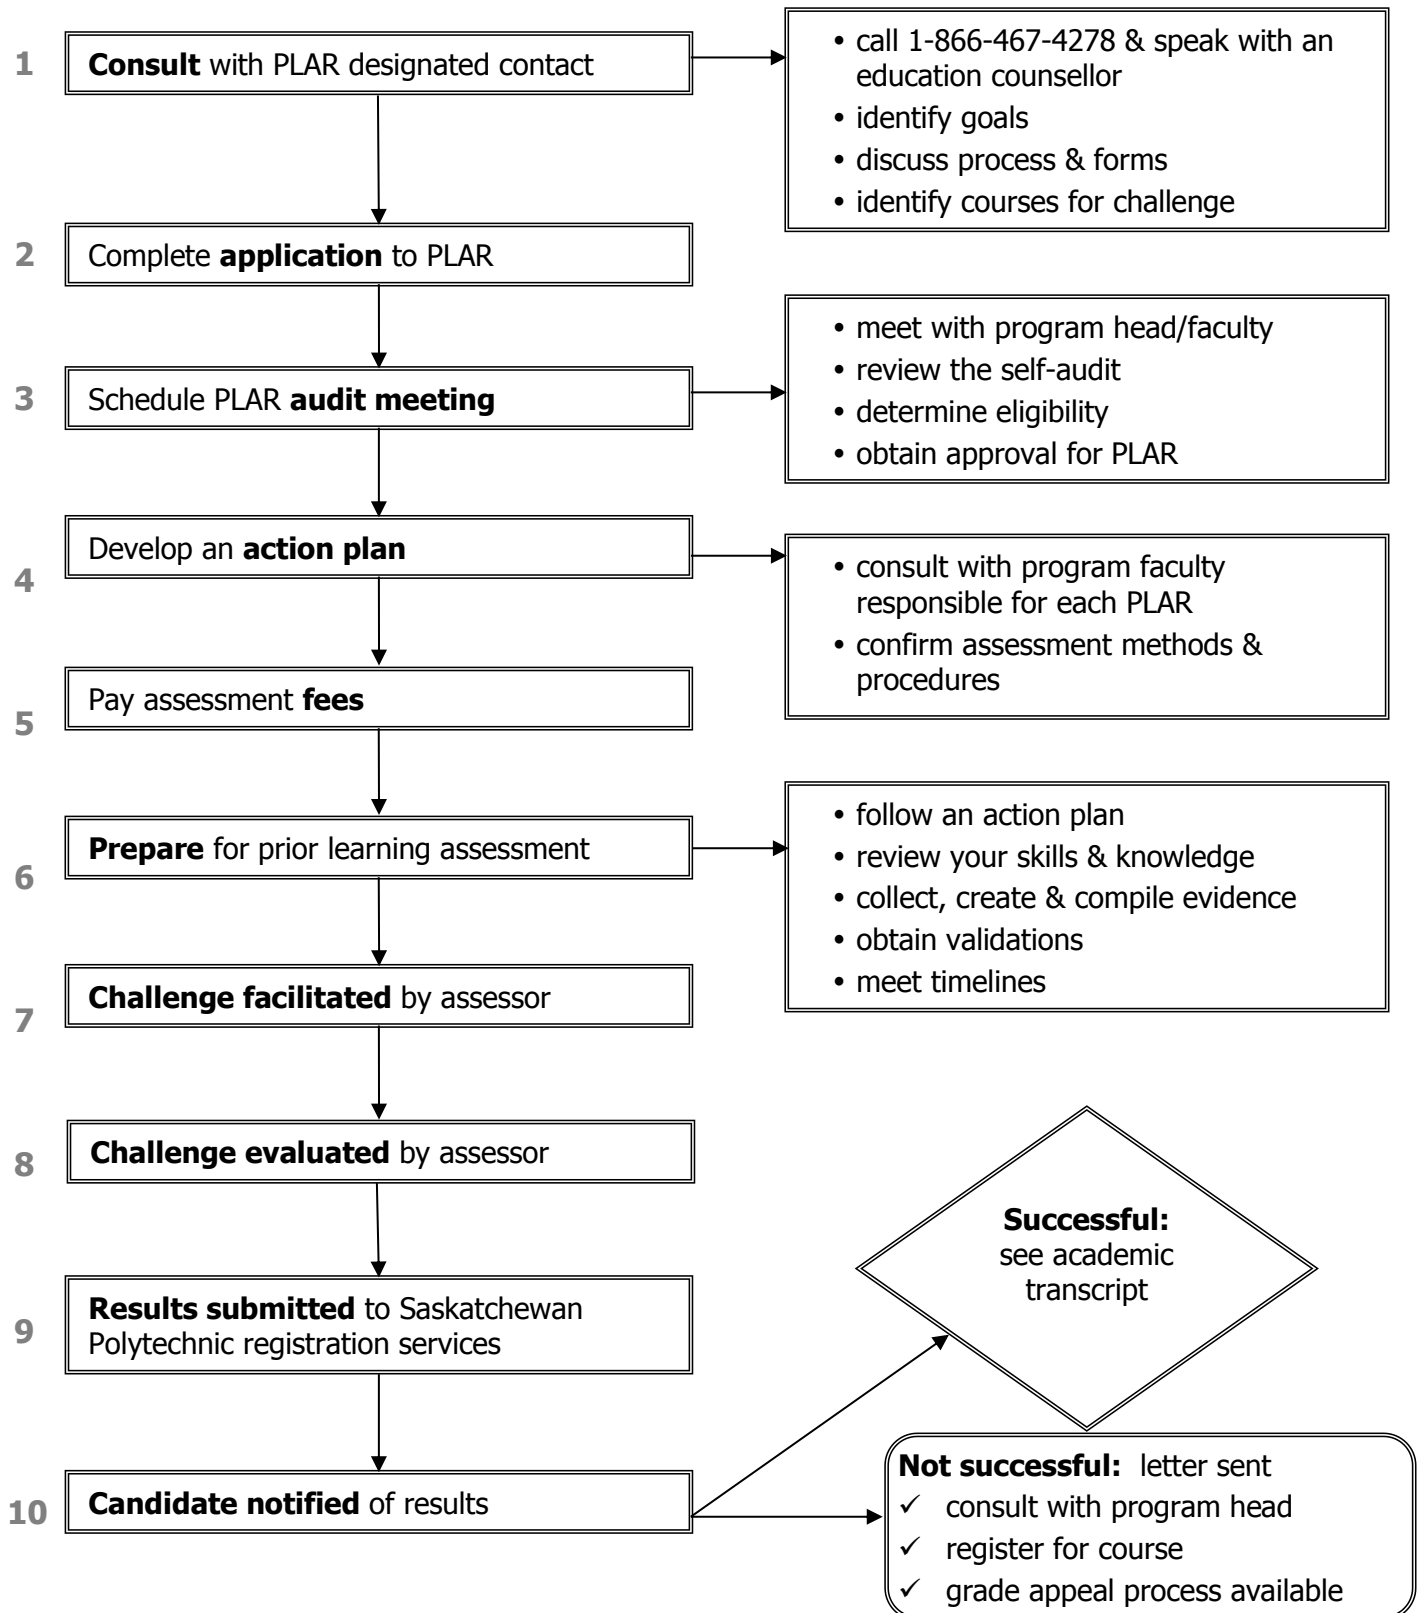 1
Consult with PLAR designated contact
• call 1-866-467-4278 & speak with an
education counsellor
• identify goals
• discuss process & forms
• identify courses for challenge
2
Complete application to PLAR
3
Schedule PLAR audit meeting
• meet with program head/faculty
• review the self-audit
• determine eligibility
• obtain approval for PLAR
4
Develop an action plan
• consult with program faculty
responsible for each PLAR
• confirm assessment methods &
procedures
5
Pay assessment fees
6
Prepare for prior learning assessment
• follow an action plan
• review your skills & knowledge
• collect, create & compile evidence
• obtain validations
• meet timelines
7
Challenge facilitated by assessor
8
Challenge evaluated by assessor
9
Results submitted to Saskatchewan
Polytechnic registration services
10
Candidate notified of results
Successful:
see academic
transcript
Not successful: letter sent
✓ consult with program head
✓ register for course
✓ grade appeal process available